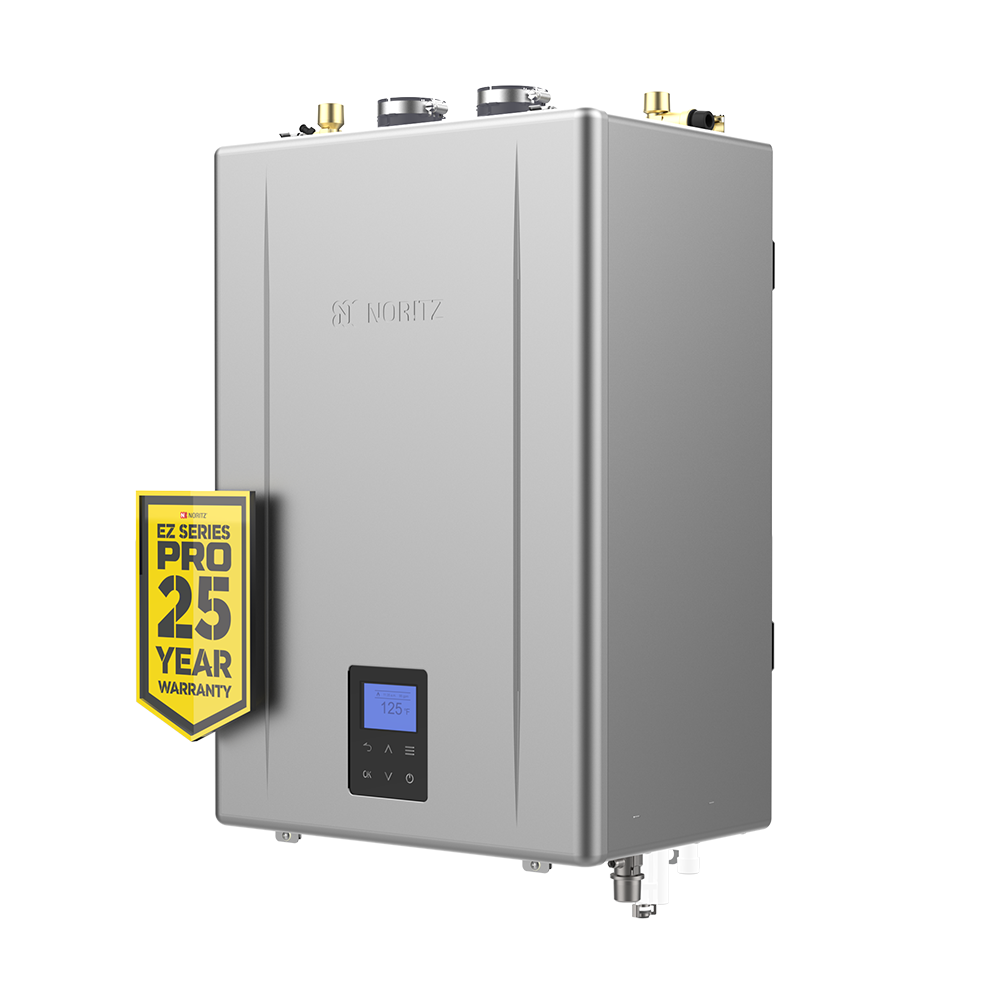 NORITZ
NORITZ
EZ SERIES
PRO
25
YEAR
WARRANTY
125°F
OK